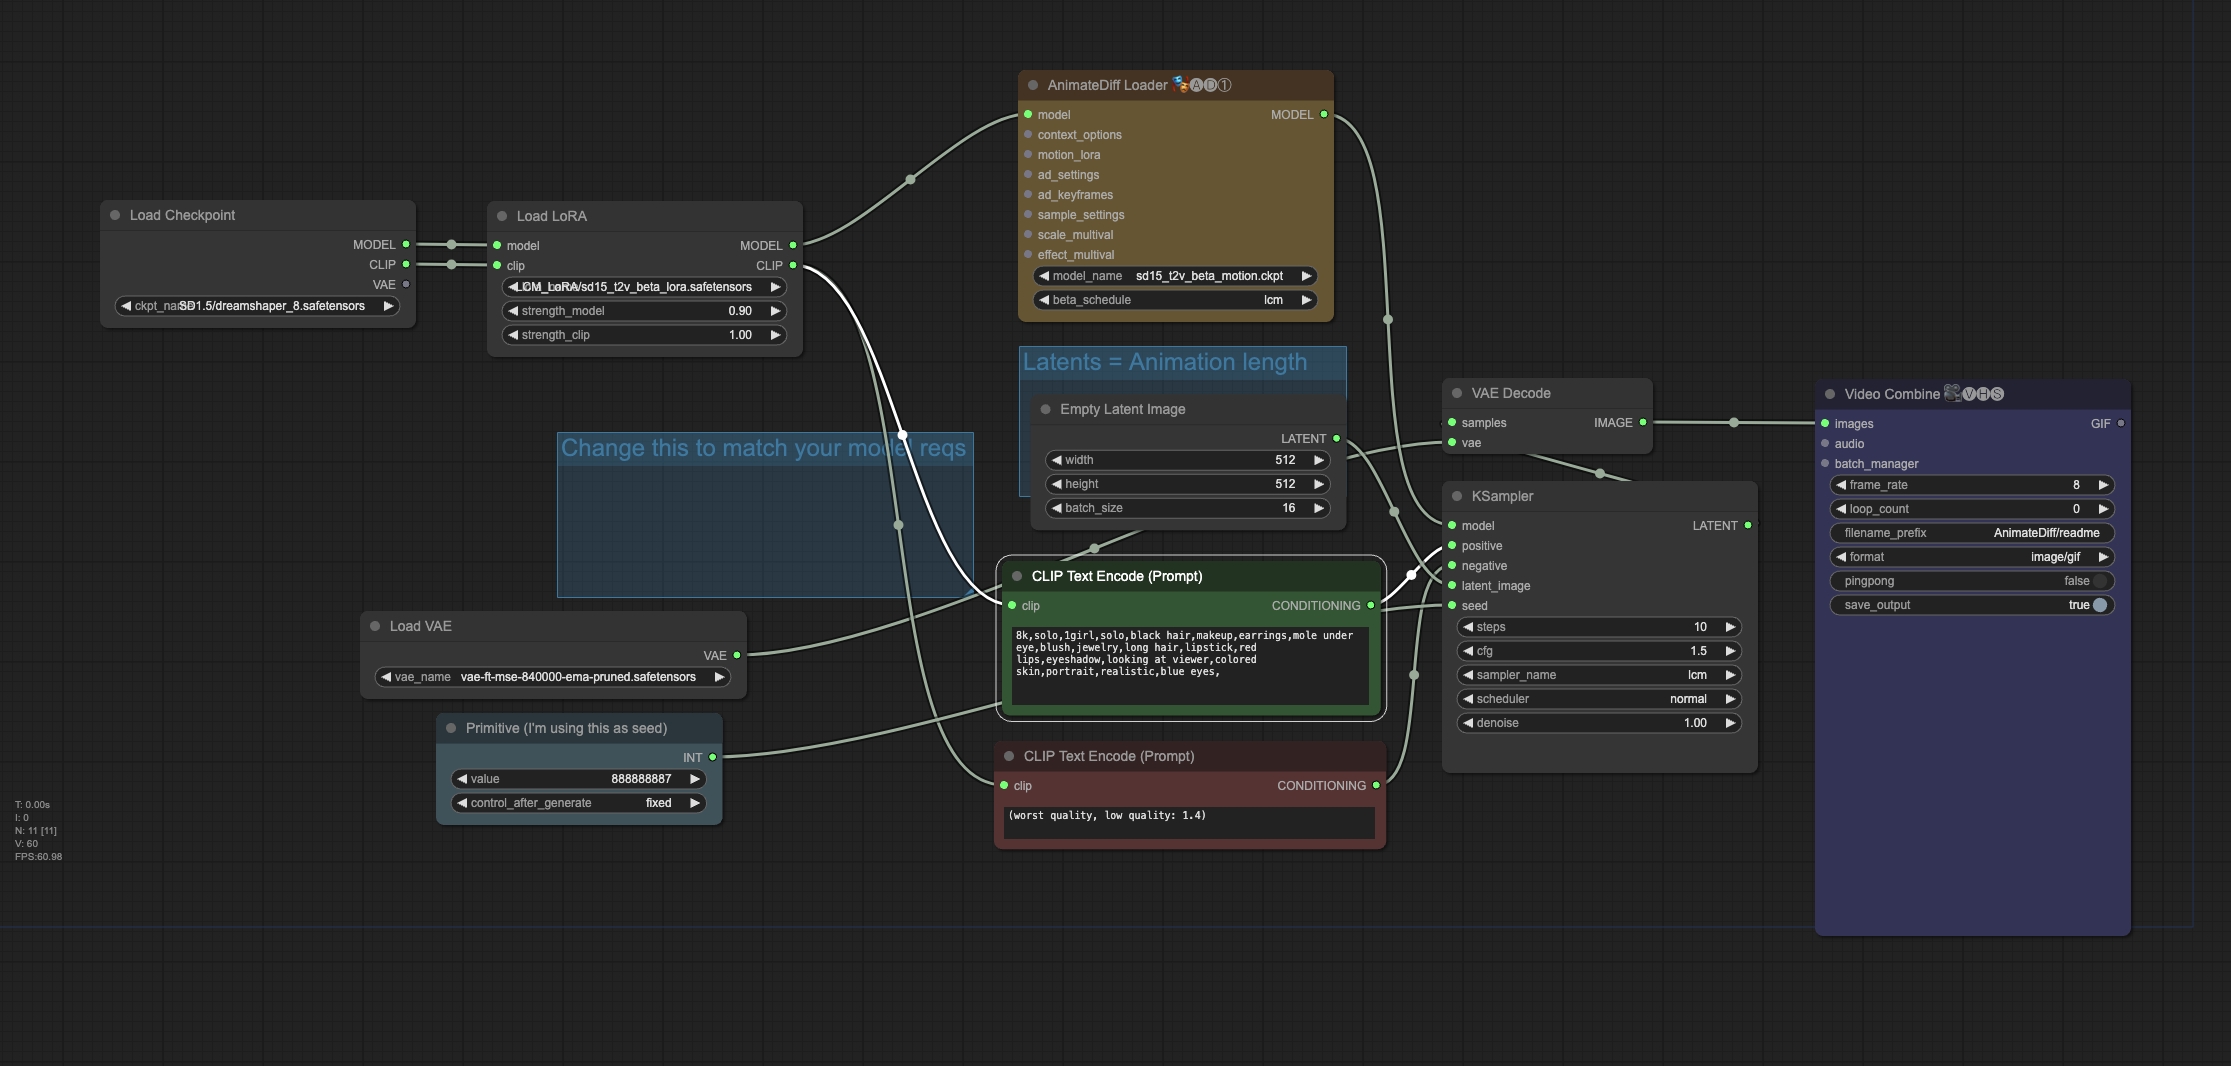 Load Checkpoint
MODEL
CLIP
VAE
SD1.5/dreamshaper_8.safetensors
Load LoRA
model MODEL
clip CLIP
LCM_LoRA/sd15_t2v_beta_lora.safetensors
strength_model 0.90
strength_clip 1.00
AnimateDiff Loader 🎭🅐🅓①
model MODEL
context_options
motion_lora
ad_settings
ad_keyframes
sample_settings
scale_multival
effect_multival
model_name sd15_t2v_beta_motion.ckpt
beta_schedule lcm
Latents = Animation length
Empty Latent Image
LATENT
width 512
height 512
batch_size 16
Change this to match your model reqs
Load VAE
VAE
vae_name vae-ft-mse-840000-ema-pruned.safetensors
Primitive (I'm using this as seed)
INT
value 888888887
control_after_generate fixed
CLIP Text Encode (Prompt)
clip CONDITIONING
8k,solo,1girl,solo,black hair,makeup,earrings,mole under
eye,blush,jewelry,long hair,lipstick,red
lips,eyeshadow,looking at viewer,colored
skin,portrait,realistic,blue eyes,
CLIP Text Encode (Prompt)
clip CONDITIONING
(worst quality, low quality: 1.4)
VAE Decode
samples IMAGE
vae
KSampler
model LATENT
positive
negative
latent_image
seed
steps 10
cfg 1.5
sampler_name lcm
scheduler normal
denoise 1.00
Video Combine 🎥🅥🅗🅢
images GIF
audio
batch_manager
frame_rate 8
loop_count 0
filename_prefix AnimateDiff/readme
format image/gif
pingpong false
save_output true
T: 0.00s
I: 0
N: 11 [11]
V: 60
FPS:60.98